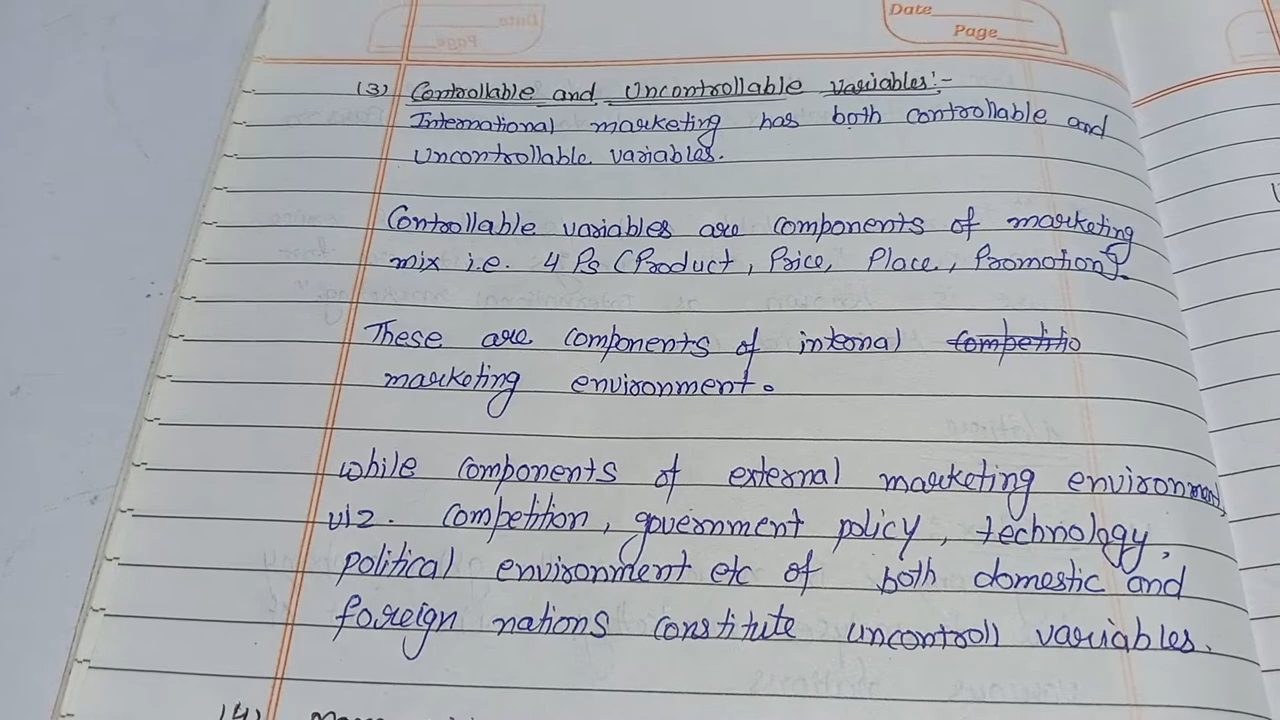 Date
Page
(3) Controllable and Uncontrollable Variables:-
International marketing has both controllable and
Uncontrollable variables.
Controllable variables are components of marketing
mix i.e. 4 Ps (Product, Price, Place, Promotion).
These are components of internal competitio
marketing environment.
while components of external marketing environment
viz. competition, government policy, technology,
political environment etc of both domestic and
foreign nations constitute uncontroll variables.
(4)